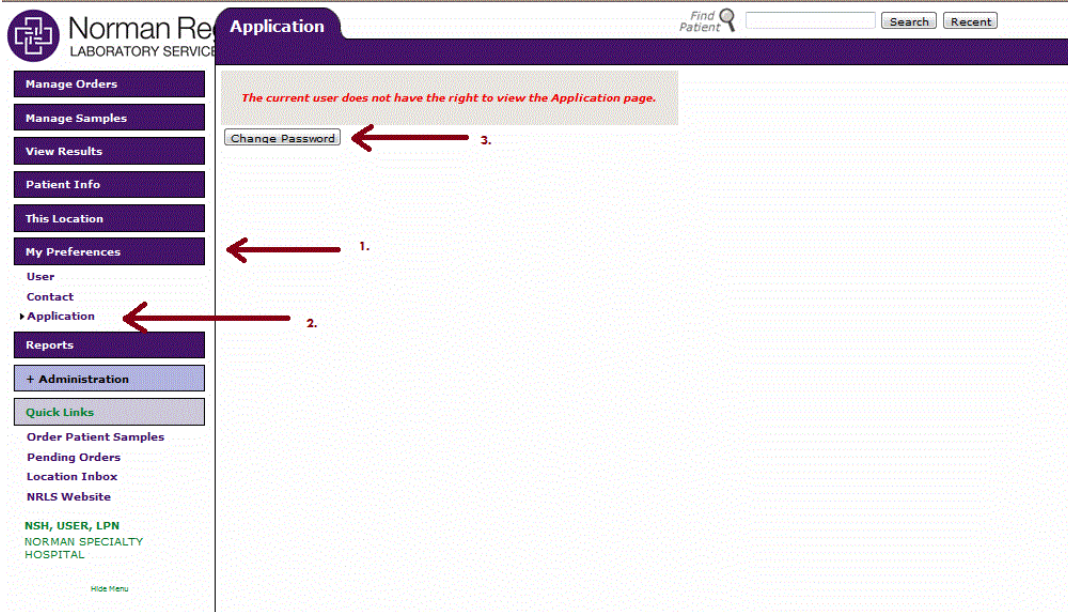 Norman Re
LABORATORY SERVICE
Application
Find
Patient
Search
Recent
Manage Orders
Manage Samples
View Results
Patient Info
This Location
My Preferences
User
Contact
Application
Reports
+ Administration
Quick Links
Order Patient Samples
Pending Orders
Location Inbox
NRLS Website
NSH, USER, LPN
NORMAN SPECIALTY
HOSPITAL
Hide Menu
The current user does not have the right to view the Application page.
Change Password
3.
1.
2.